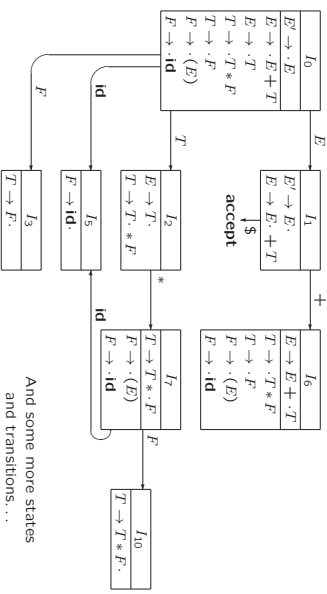 I₀
E′ → ·E
E → ·E + T
E → ·T
T → ·T * F
T → ·F
F → ·(E)
F → ·id
E
I₁
E′ → E·
E → E· + T
$
accept
+
I₆
E → E + ·T
T → ·T * F
T → ·F
F → ·(E)
F → ·id
T
I₂
E → T·
T → T· * F
*
I₇
T → T * ·F
F → ·(E)
F → ·id
F
I₁₀
T → T * F·
id
I₅
F → id·
id
F
I₃
T → F·
And some more states
and transitions...